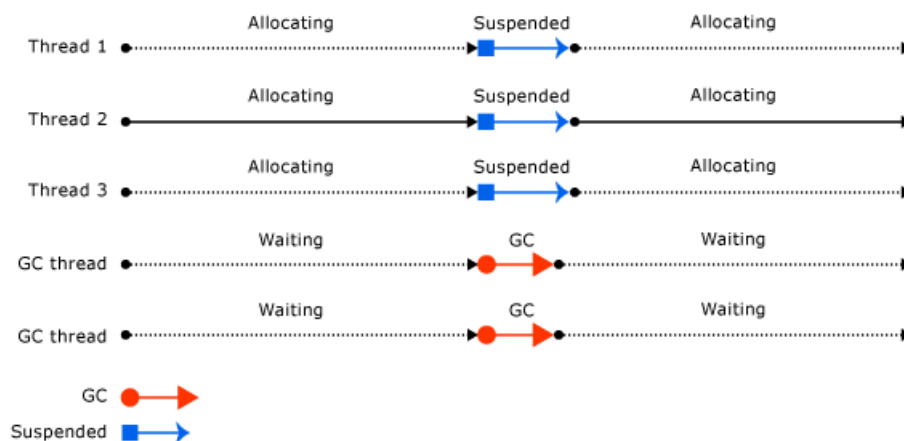 Allocating Suspended Allocating
Thread 1
Allocating Suspended Allocating
Thread 2
Allocating Suspended Allocating
Thread 3
Waiting GC Waiting
GC thread
Waiting GC Waiting
GC thread
GC
Suspended